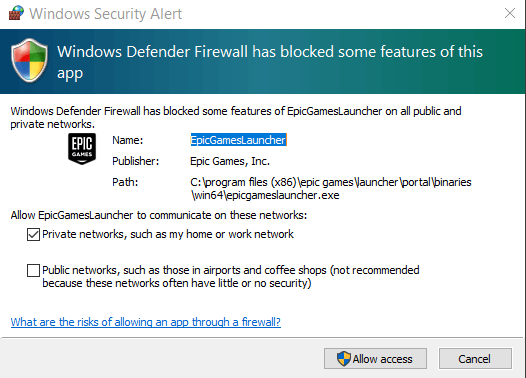 Windows Security Alert
Windows Defender Firewall has blocked some features of this
app
Windows Defender Firewall has blocked some features of EpicGamesLauncher on all public and
private networks.
EPIC
GAMES
Name: EpicGamesLauncher
Publisher: Epic Games, Inc.
Path: C:\program files (x86)\epic games\launcher\portal\binaries
\win64\epicgameslauncher.exe
Allow EpicGamesLauncher to communicate on these networks:
Private networks, such as my home or work network
Public networks, such as those in airports and coffee shops (not recommended
because these networks often have little or no security)
What are the risks of allowing an app through a firewall?
Allow access Cancel